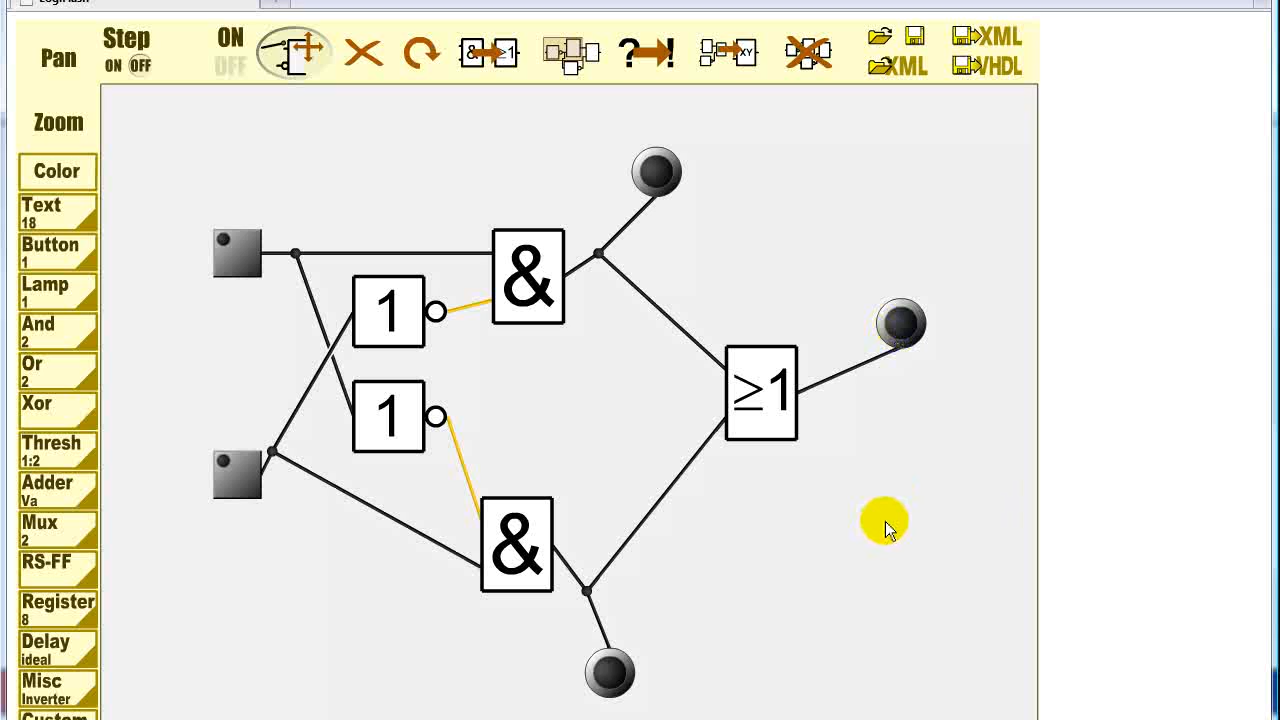 Pan
Step
ON OFF
ON
OFF
& ≥1
? !
XY
XML
XML
VHDL
Zoom
Color
Text
18
Button
1
Lamp
1
And
2
Or
2
Xor
Thresh
1:2
Adder
Va
Mux
2
RS-FF
Register
8
Delay
ideal
Misc
Inverter
&
1
1
≥1
&